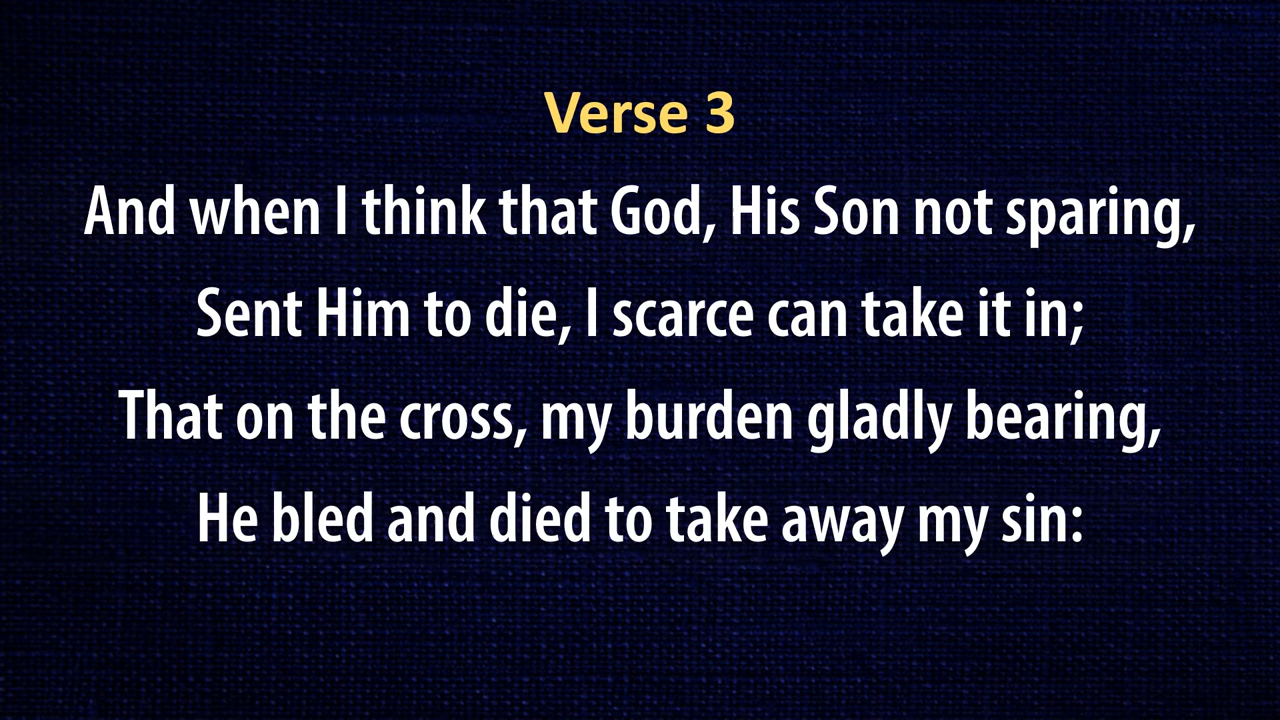 Verse 3
And when I think that God, His Son not sparing,
Sent Him to die, I scarce can take it in;
That on the cross, my burden gladly bearing,
He bled and died to take away my sin: